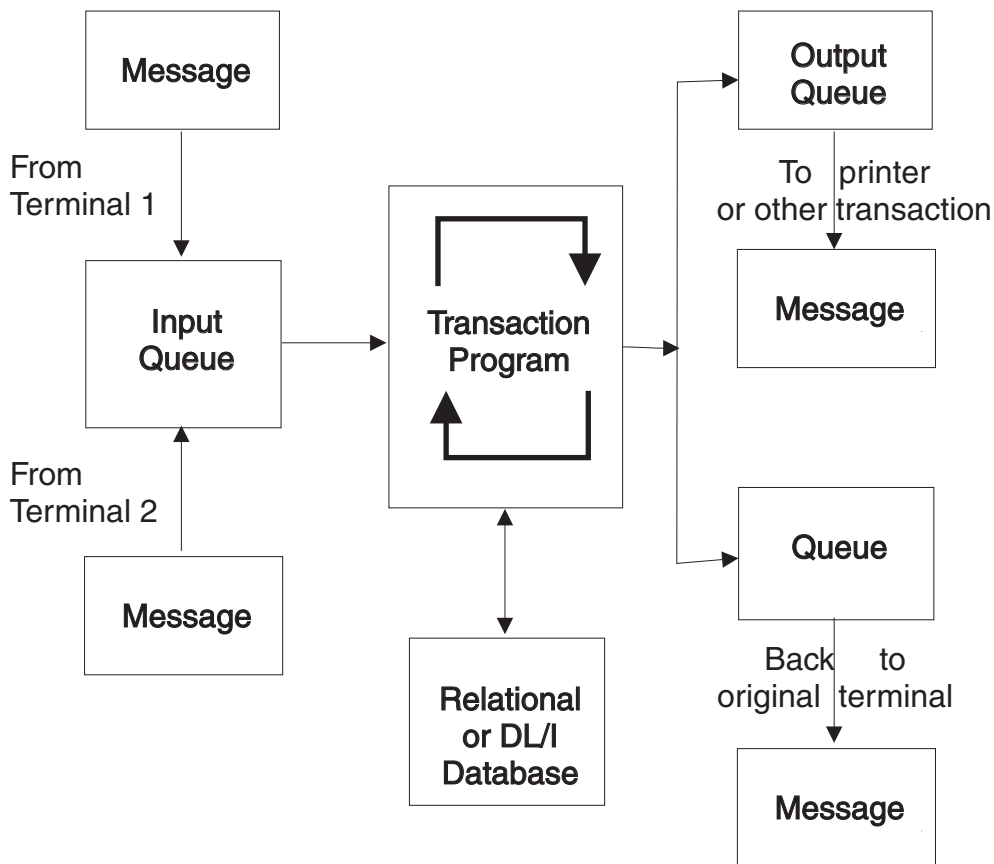 Message
From
Terminal 1
Input
Queue
From
Terminal 2
Message
Transaction
Program
Relational
or DL/I
Database
Output
Queue
To printer
or other transaction
Message
Queue
Back to
original terminal
Message